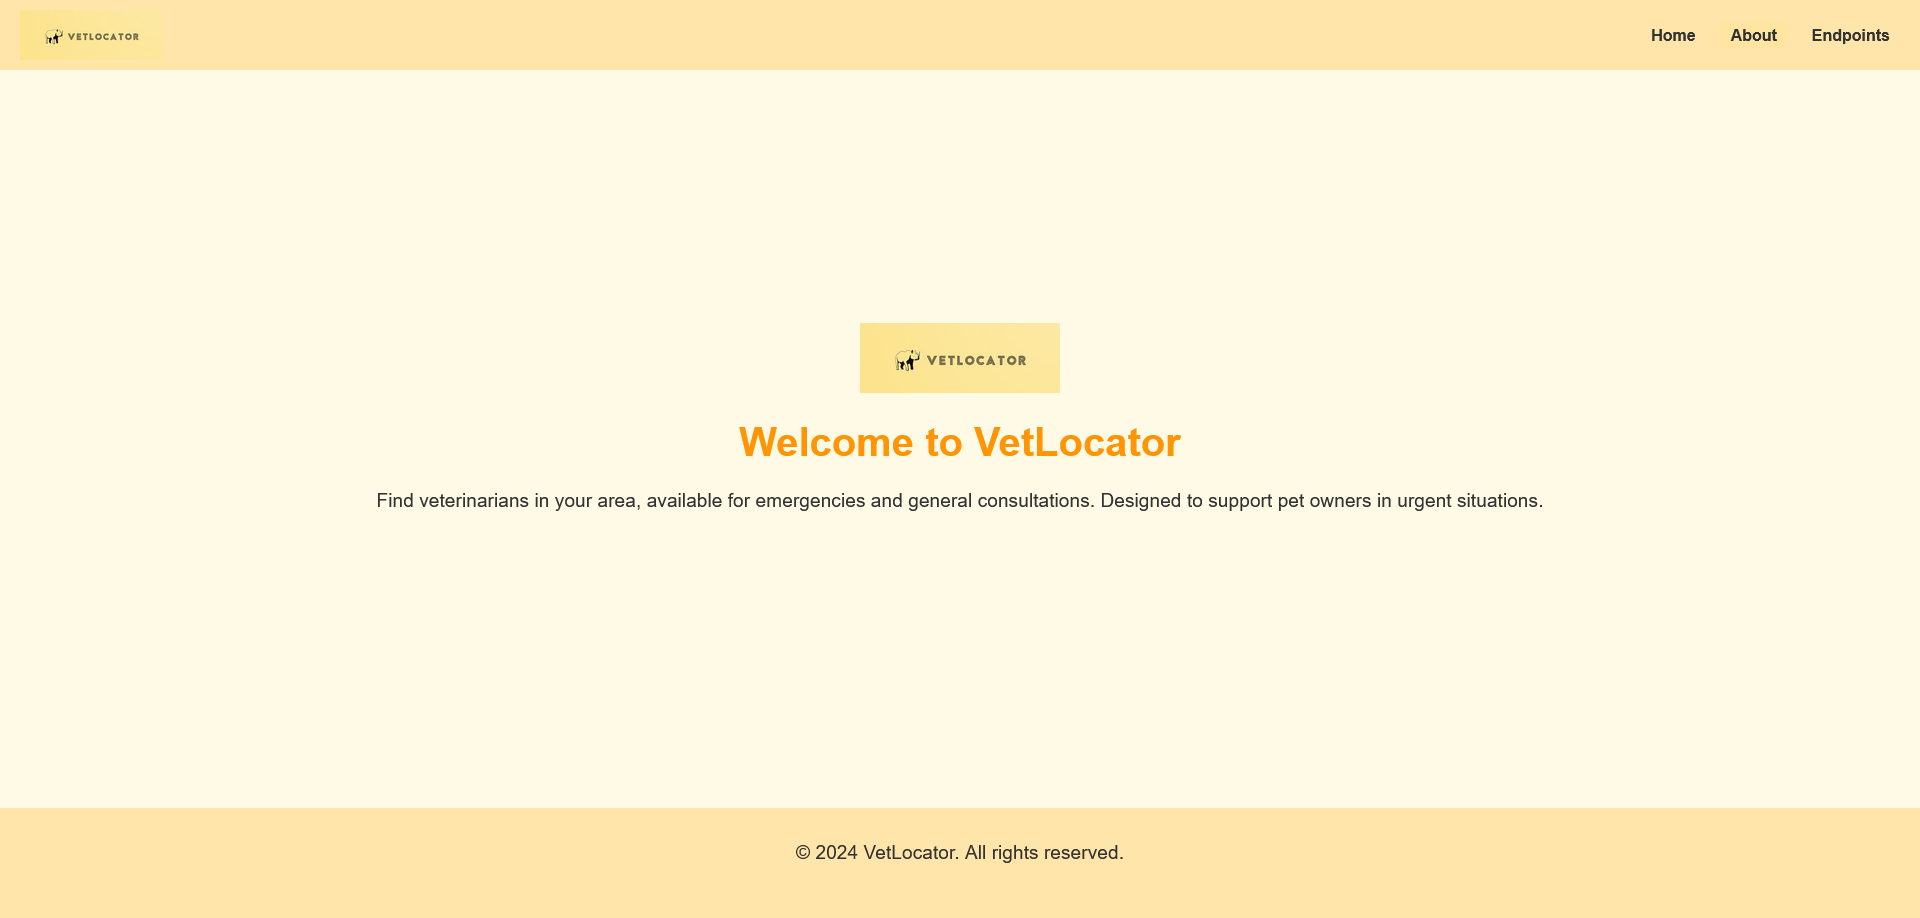 VETLOCATOR
Home About Endpoints
VETLOCATOR
Welcome to VetLocator
Find veterinarians in your area, available for emergencies and general consultations. Designed to support pet owners in urgent situations.
© 2024 VetLocator. All rights reserved.